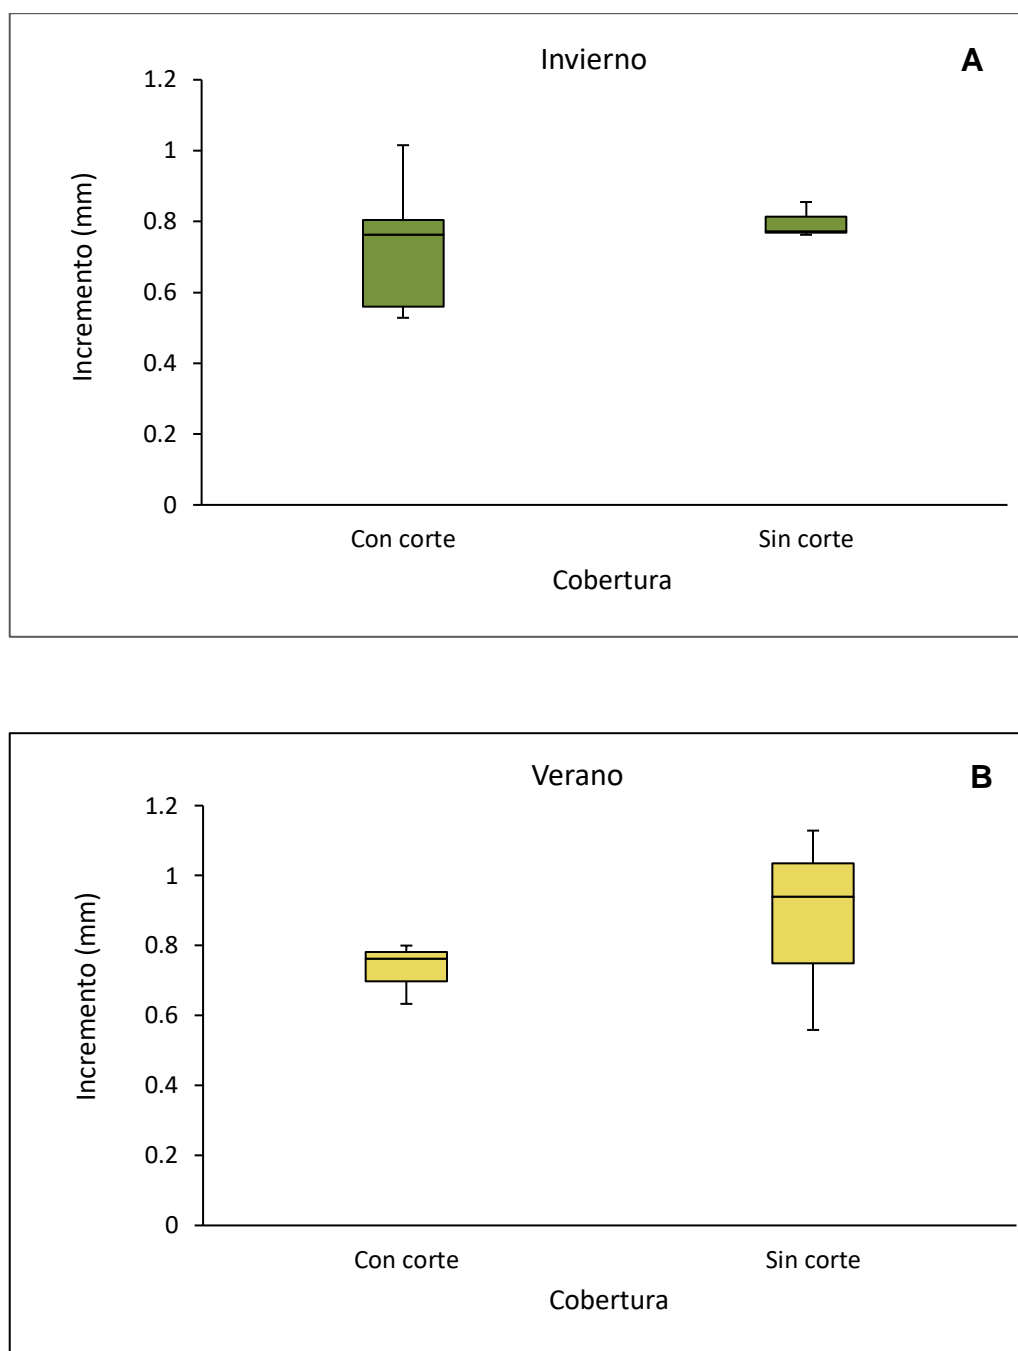 Invierno
A
1.2
1
0.8
0.6
0.4
0.2
0
Incremento (mm)
Con corte
Sin corte
Cobertura
Verano
B
1.2
1
0.8
0.6
0.4
0.2
0
Incremento (mm)
Con corte
Sin corte
Cobertura